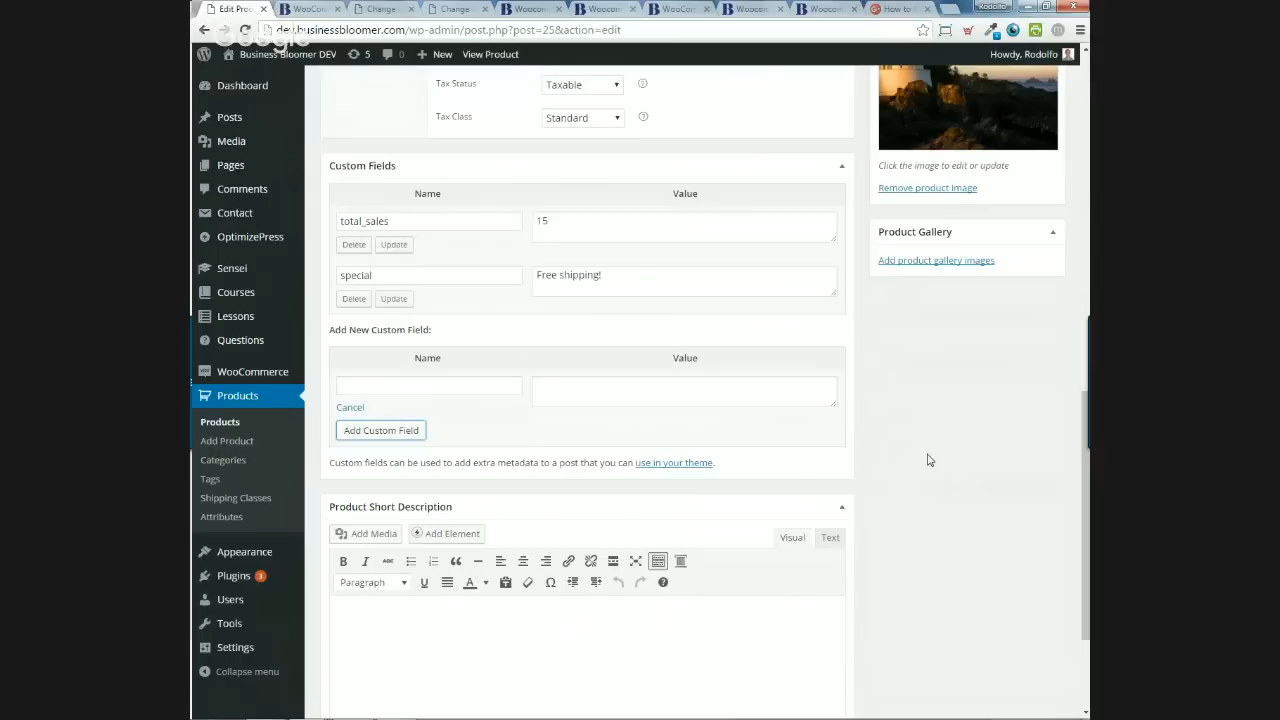 Edit Proc
WooCom
Change
Change
Woocom
Woocom
WooCom
Woocom
Woocom
How to
Rodolfo
dev.businessbloomer.com/wp-admin/post.php?post=25&action=edit
Google
Business Bloomer DEV
5
0
New
View Product
Howdy, Rodolfo
Dashboard
Posts
Media
Pages
Comments
Contact
OptimizePress
Sensei
Courses
Lessons
Questions
WooCommerce
Products
Products
Add Product
Categories
Tags
Shipping Classes
Attributes
Appearance
Plugins 3
Users
Tools
Settings
Collapse menu
Tax Status
Taxable
Tax Class
Standard
Custom Fields
Name
Value
total_sales
15
Delete
Update
special
Free shipping!
Delete
Update
Add New Custom Field:
Name
Value
Cancel
Add Custom Field
Custom fields can be used to add extra metadata to a post that you can use in your theme.
Product Short Description
Add Media
Add Element
Visual
Text
Paragraph
Click the image to edit or update
Remove product image
Product Gallery
Add product gallery images